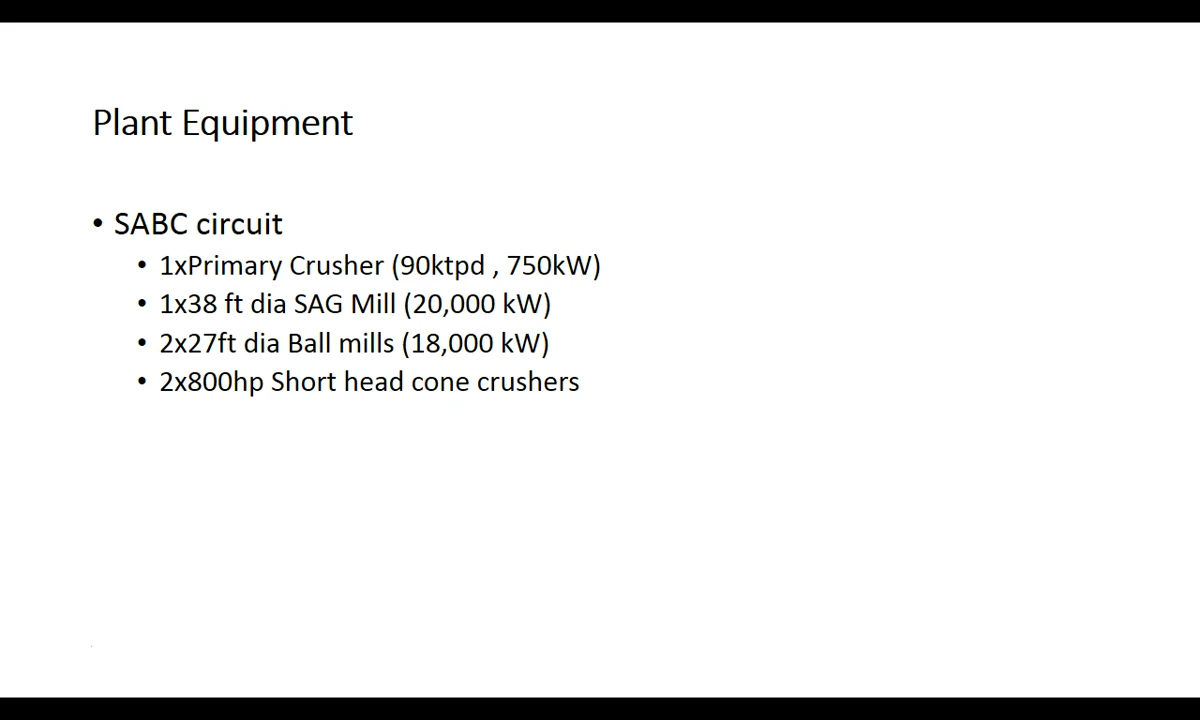 Plant Equipment
• SABC circuit
• 1xPrimary Crusher (90ktpd , 750kW)
• 1x38 ft dia SAG Mill (20,000 kW)
• 2x27ft dia Ball mills (18,000 kW)
• 2x800hp Short head cone crushers